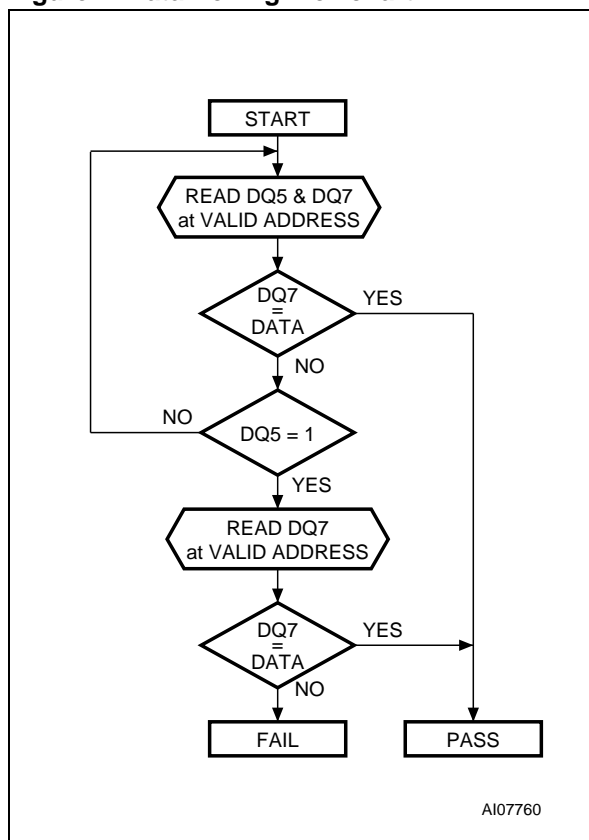 START
READ DQ5 & DQ7
at VALID ADDRESS
DQ7
=
DATA
YES
NO
DQ5 = 1
NO
YES
READ DQ7
at VALID ADDRESS
DQ7
=
DATA
YES
NO
FAIL
PASS
AI07760